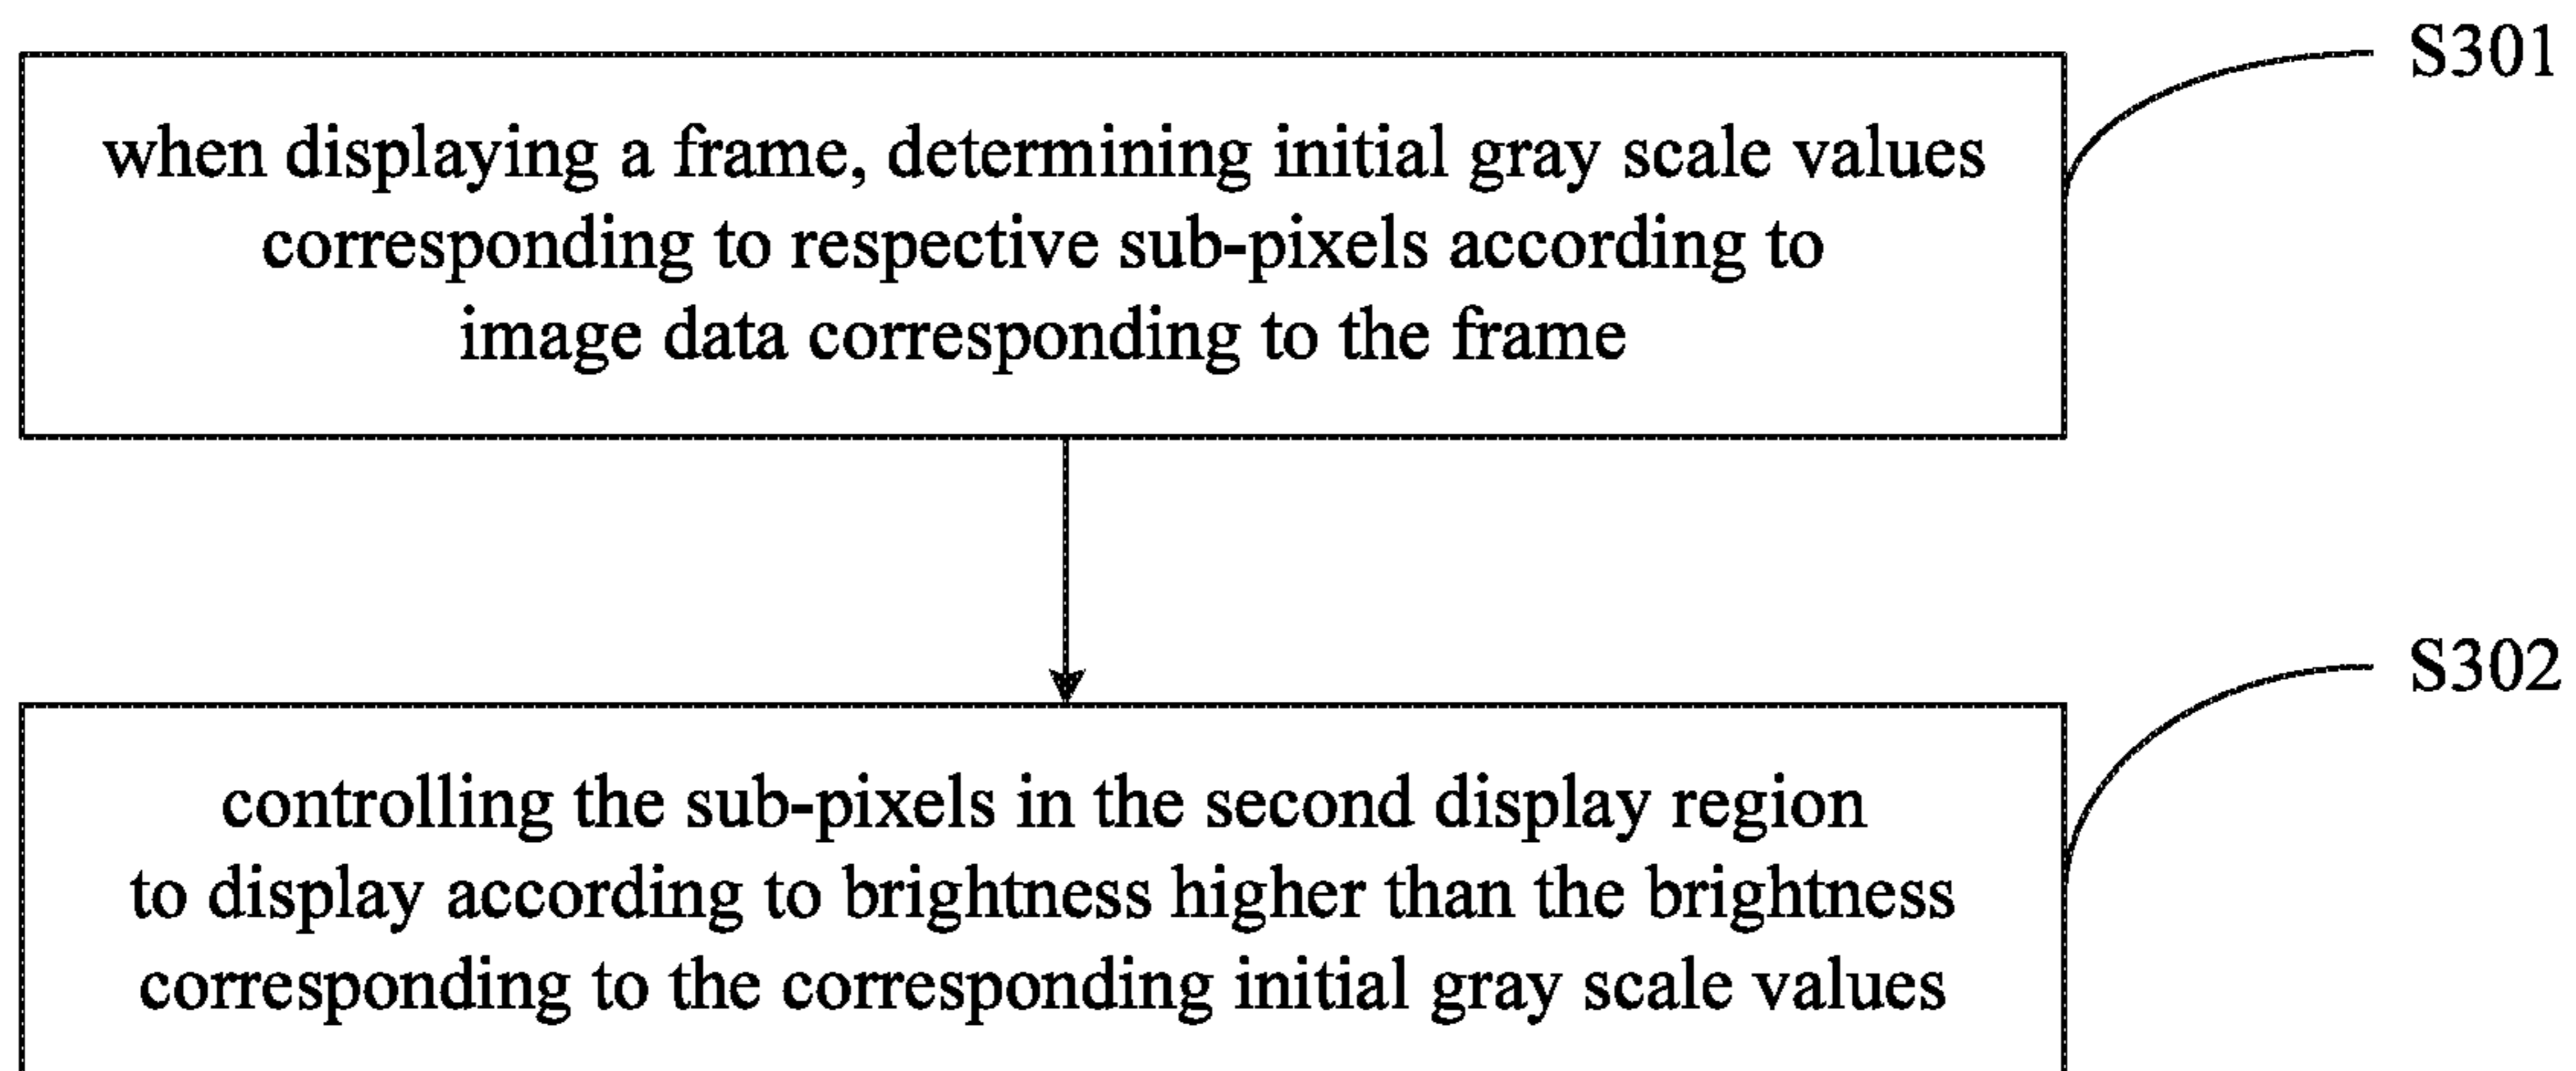 S301
when displaying a frame, determining initial gray scale values
corresponding to respective sub-pixels according to
image data corresponding to the frame
S302
controlling the sub-pixels in the second display region
to display according to brightness higher than the brightness
corresponding to the corresponding initial gray scale values